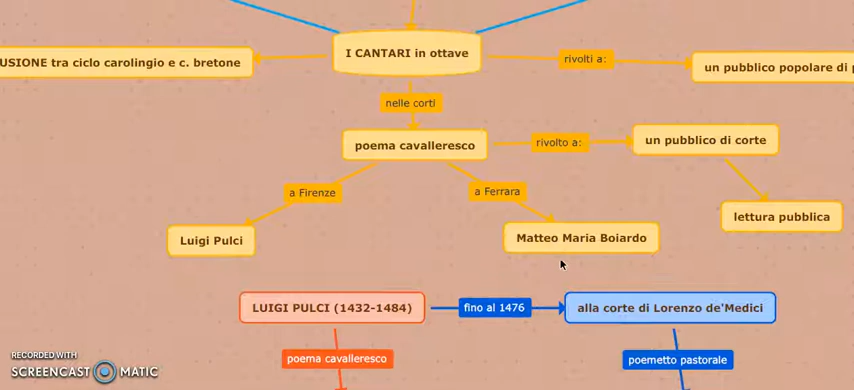 I CANTARI in ottave
USIONE tra ciclo carolingio e c. bretone
rivolti a:
un pubblico popolare di
nelle corti
poema cavalleresco
rivolto a:
un pubblico di corte
a Firenze
a Ferrara
lettura pubblica
Luigi Pulci
Matteo Maria Boiardo
LUIGI PULCI (1432-1484)
fino al 1476
alla corte di Lorenzo de'Medici
poema cavalleresco
poemetto pastorale
RECORDED WITH
SCREENCAST MATIC